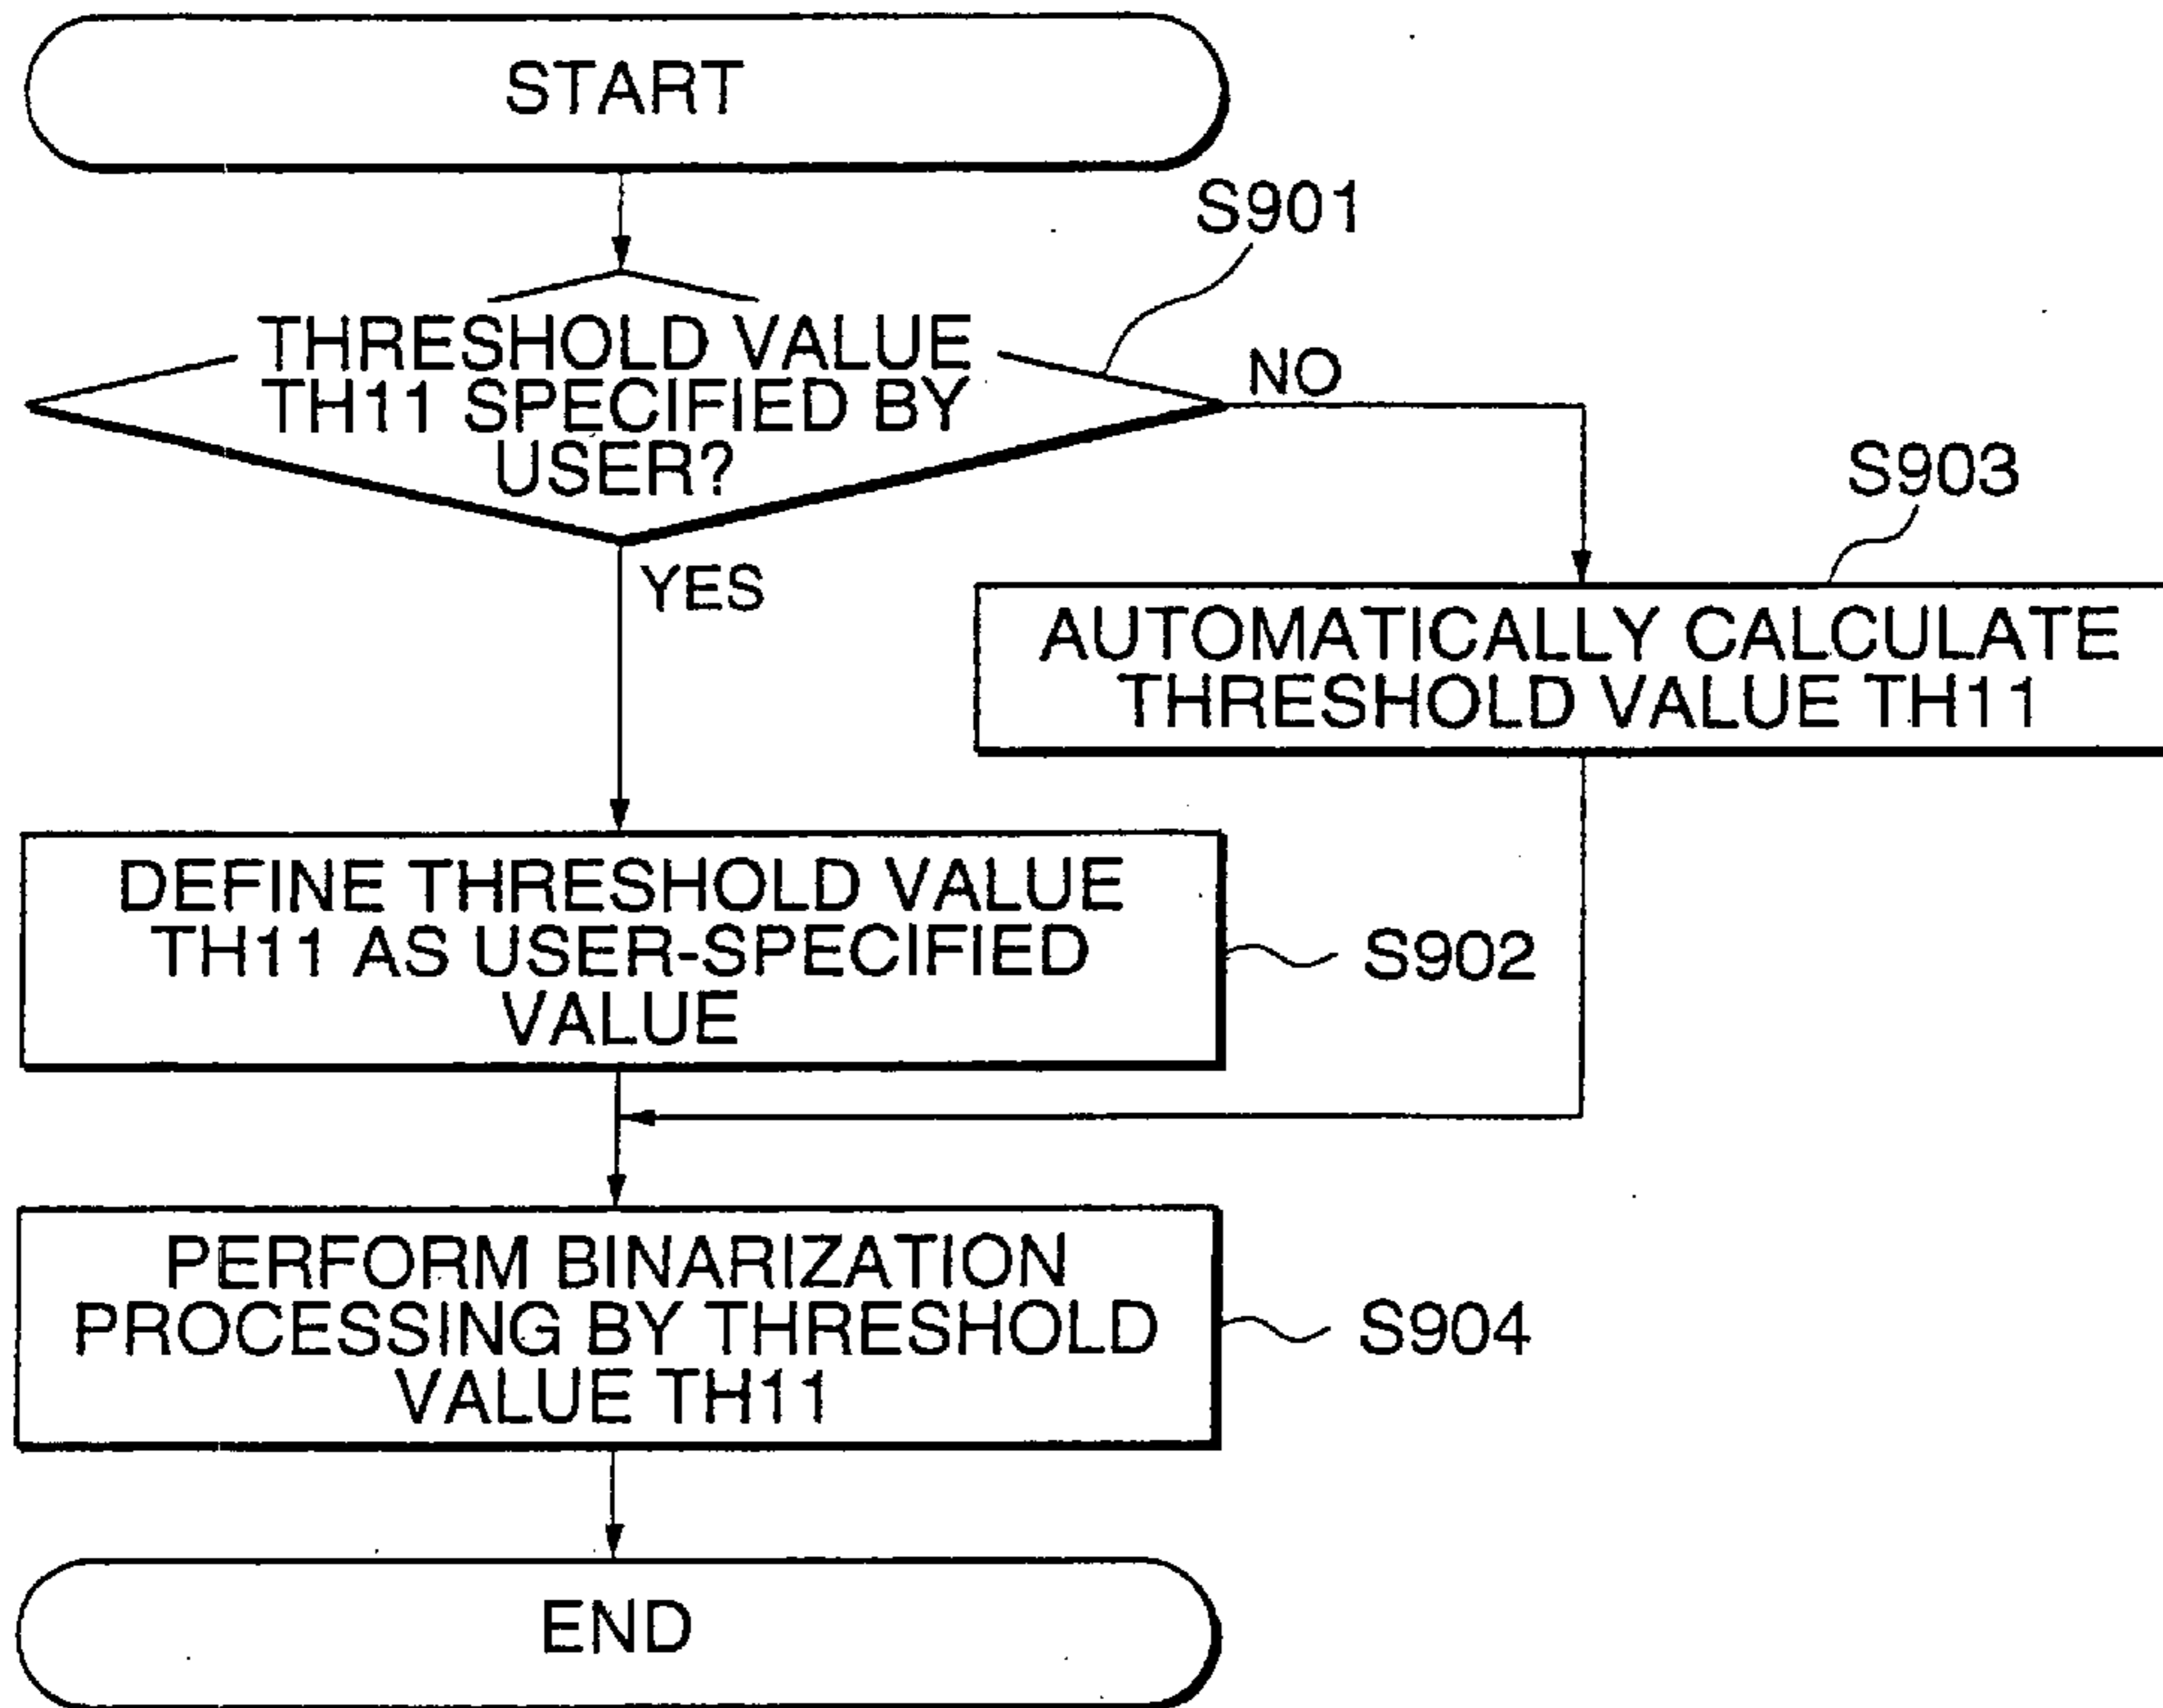 START
S901
THRESHOLD VALUE
TH11 SPECIFIED BY
USER?
NO
YES
S903
AUTOMATICALLY CALCULATE
THRESHOLD VALUE TH11
DEFINE THRESHOLD VALUE
TH11 AS USER-SPECIFIED
VALUE
S902
PERFORM BINARIZATION
PROCESSING BY THRESHOLD
VALUE TH11
S904
END